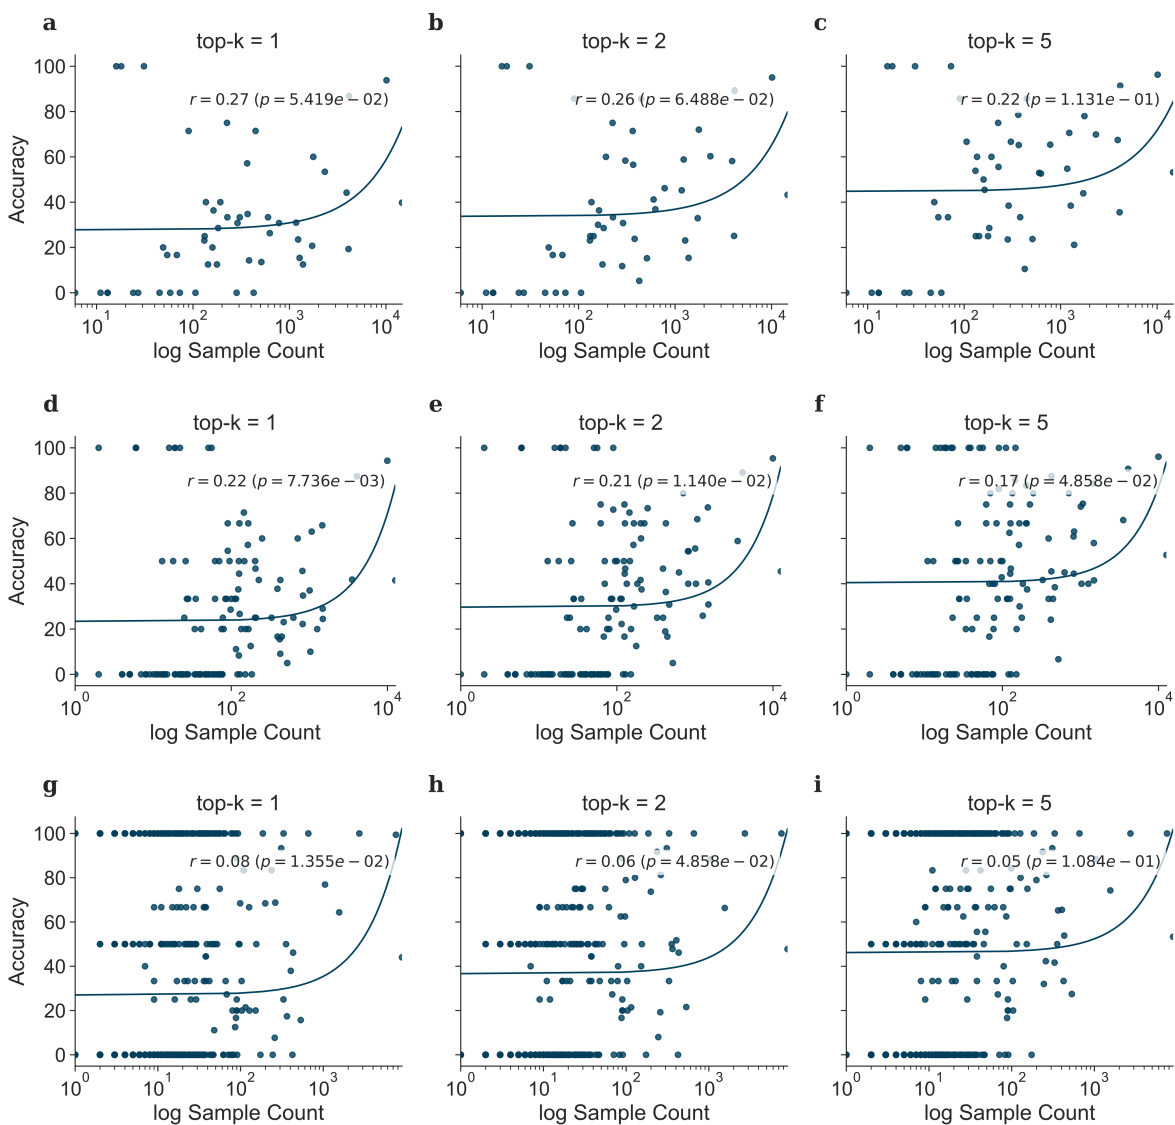 a b c
top-k = 1 top-k = 2 top-k = 5
r = 0.27 (p = 5.419e − 02) r = 0.26 (p = 6.488e − 02) r = 0.22 (p = 1.131e − 01)
Accuracy
100
80
60
40
20
0
10^1 10^2 10^3 10^4 10^1 10^2 10^3 10^4 10^1 10^2 10^3 10^4
log Sample Count log Sample Count log Sample Count
d e f
top-k = 1 top-k = 2 top-k = 5
r = 0.22 (p = 7.736e − 03) r = 0.21 (p = 1.140e − 02) r = 0.17 (p = 4.858e − 02)
Accuracy
100
80
60
40
20
0
10^0 10^2 10^4 10^0 10^2 10^4 10^0 10^2 10^4
log Sample Count log Sample Count log Sample Count
g h i
top-k = 1 top-k = 2 top-k = 5
r = 0.08 (p = 1.355e − 02) r = 0.06 (p = 4.858e − 02) r = 0.05 (p = 1.084e − 01)
Accuracy
100
80
60
40
20
0
10^0 10^1 10^2 10^3 10^0 10^1 10^2 10^3 10^0 10^1 10^2 10^3
log Sample Count log Sample Count log Sample Count